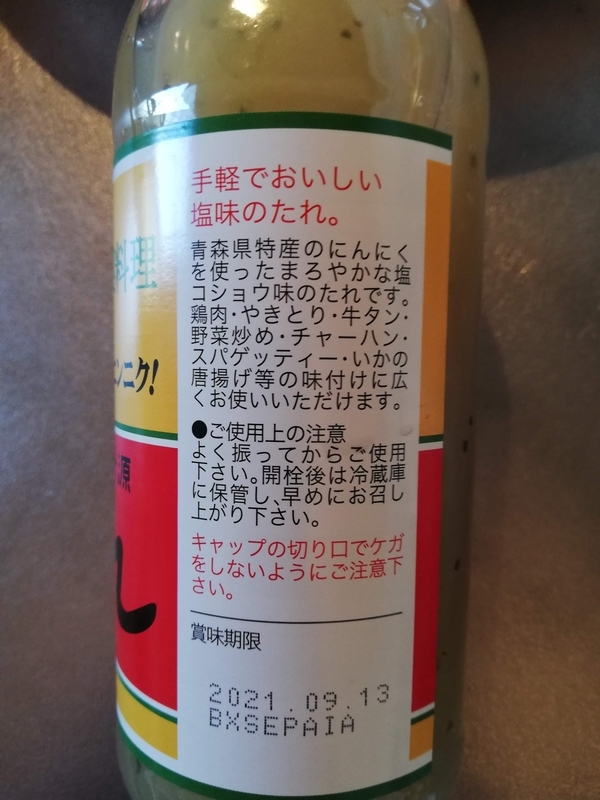 手軽でおいしい
塩味のたれ。
青森県特産のにんにく
を使ったまろやかな塩
コショウ味のたれです。
鶏肉・やきとり・牛タン・
野菜炒め・チャーハン・
スパゲッティー・いかの
唐揚げ等の味付けに広
くお使いいただけます。
●ご使用上の注意
よく振ってからご使用
下さい。開栓後は冷蔵庫
に保管し、早めにお召し
上がり下さい。
キャップの切り口でケガ
をしないようにご注意下
さい。
賞味期限
2021.09.13
BXSEPAIA
料理
ンニク!
原
れ